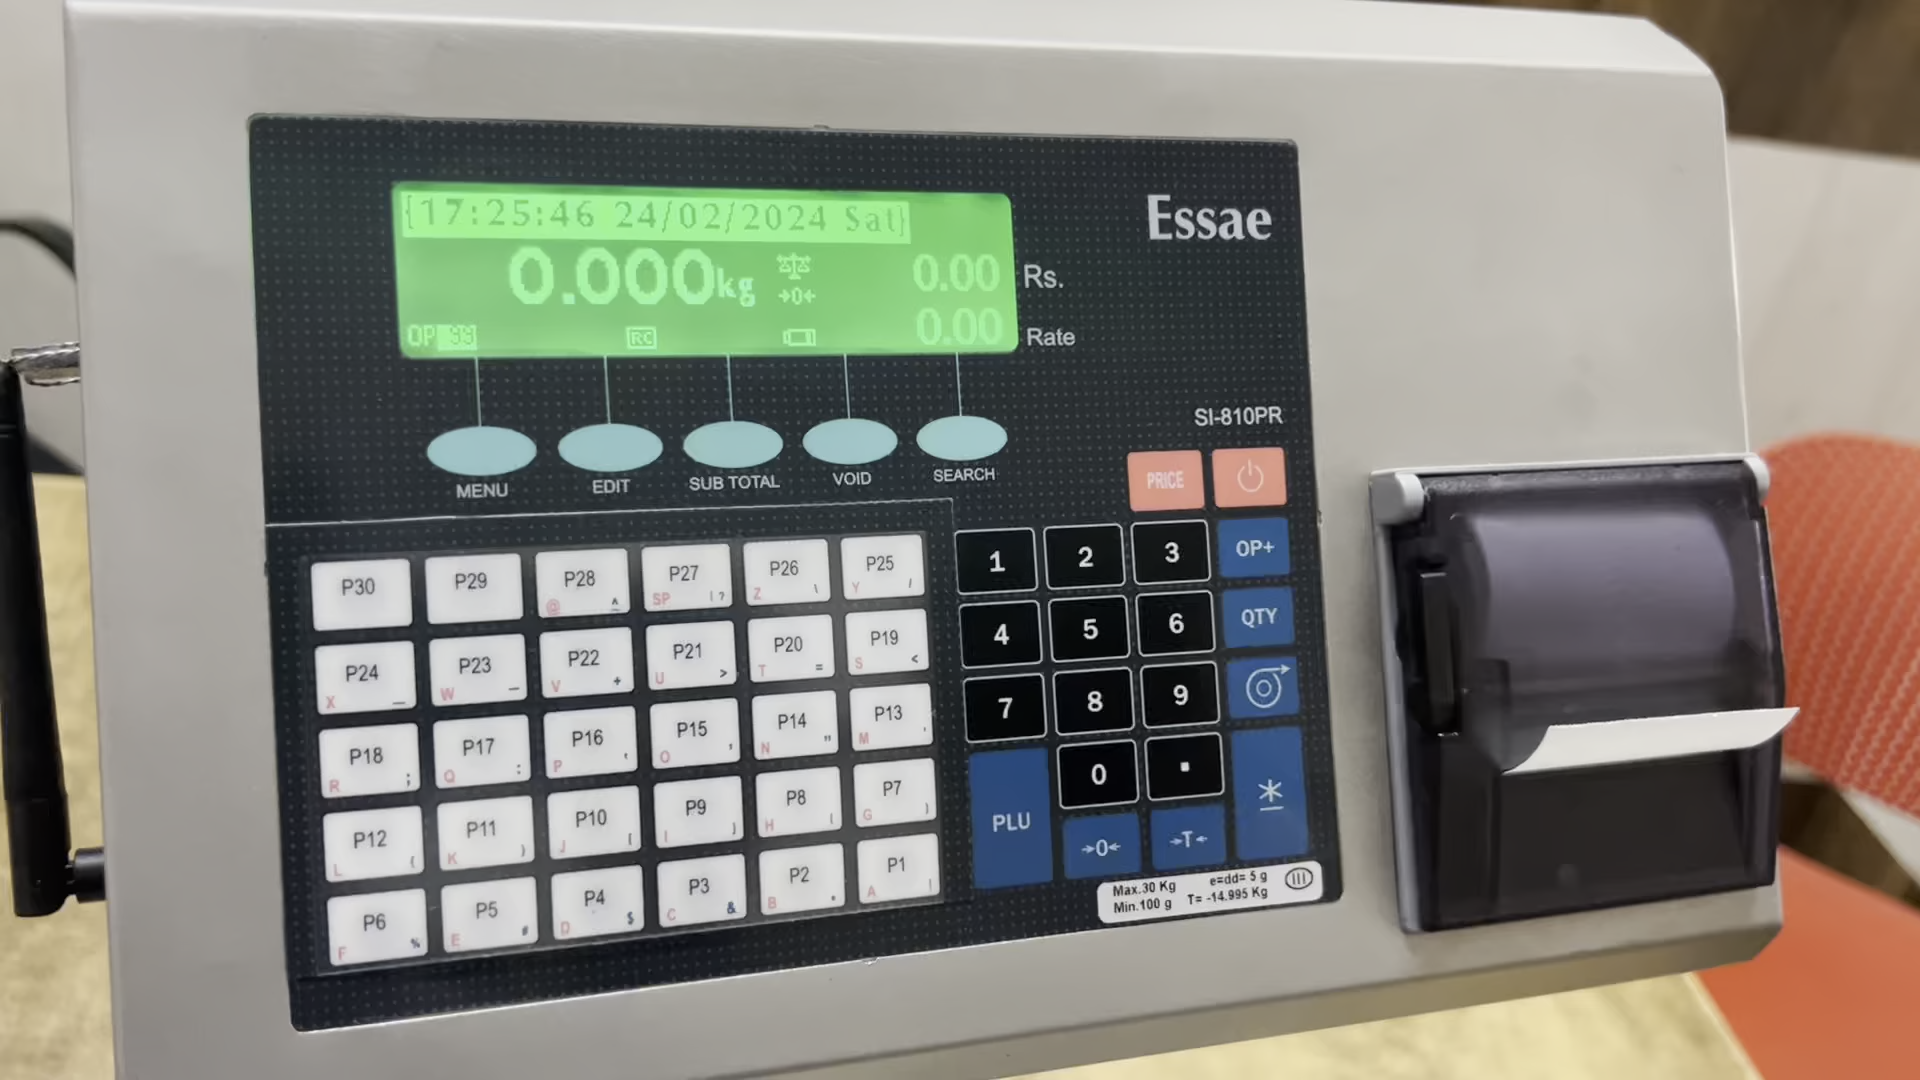 {17:25:46 24/02/2024 Sat}
Essae
0.000kg →0← 0.00 Rs.
OP 99 RC 0.00 Rate
SI-810PR
MENU EDIT SUB TOTAL VOID SEARCH
PRICE
1 2 3 OP+
P30 P29 P28 @ ^ P27 SP ! ? P26 Z \ P25 Y /
4 5 6 QTY
P24 X _ P23 W – P22 V + P21 U > P20 T = P19 S <
7 8 9
P18 R ; P17 Q : P16 P P15 O P14 N " P13 M
PLU 0 . *
P12 L P11 K P10 J P9 I P8 H P7 G
→0← →T←
P6 F % P5 E # P4 D $ P3 C & P2 B P1 A
Max.30 Kg e=dd= 5 g III
Min.100 g T= -14.995 Kg